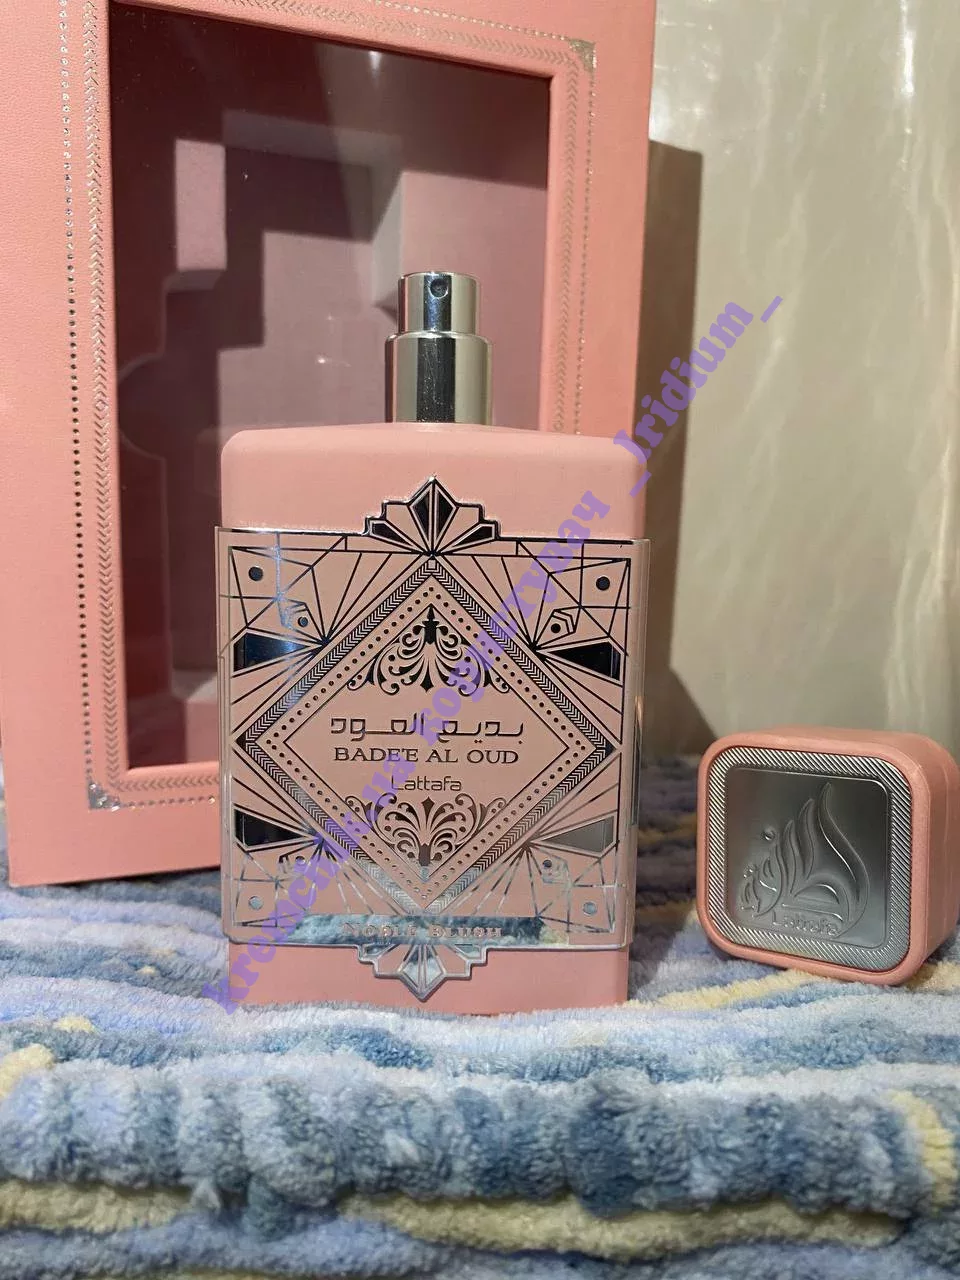 بديع العود
BADE'E AL OUD
Lattafa
NOBLE BLUSH
Lattafa
_Iridium_